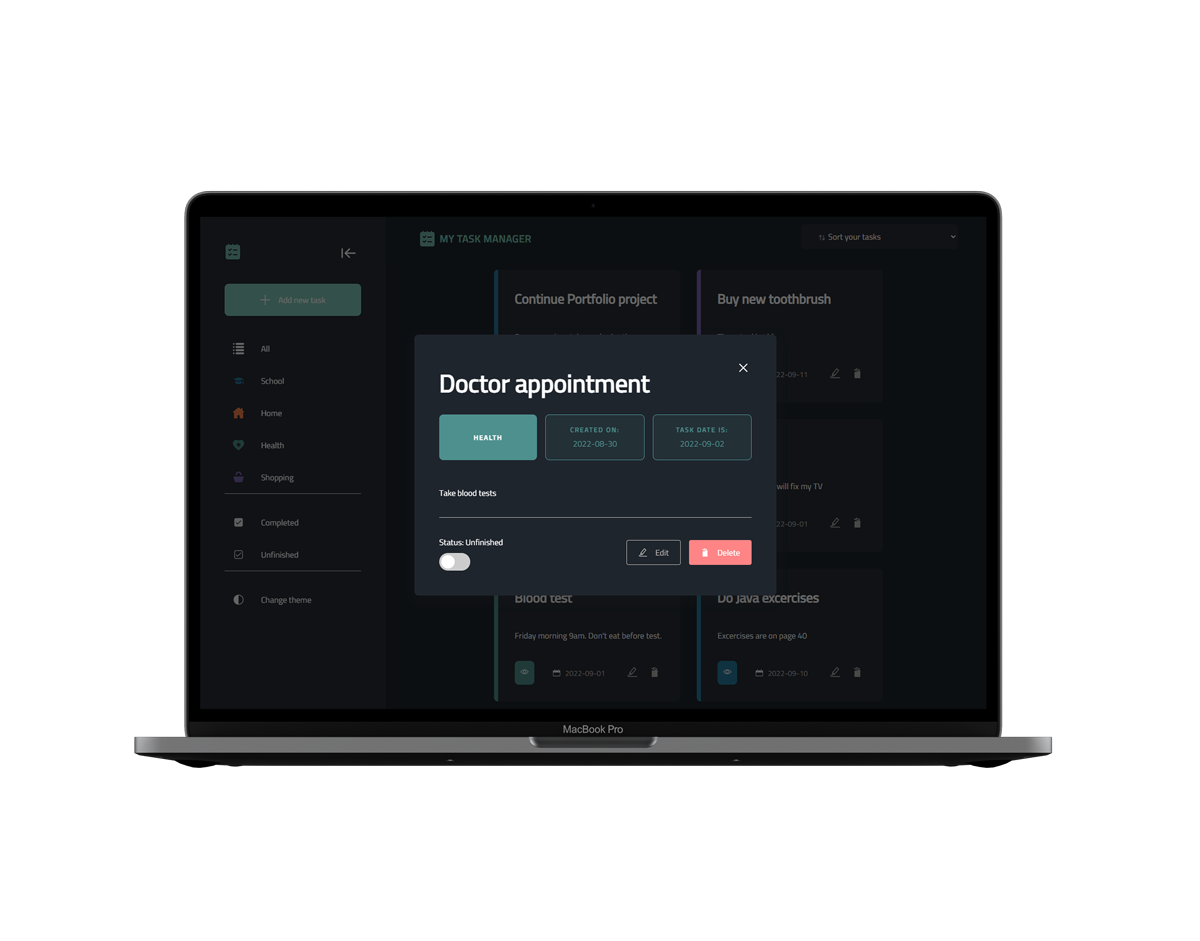 MY TASK MANAGER
Sort your tasks
Add new task
All
School
Home
Health
Shopping
Completed
Unfinished
Change theme
Continue Portfolio project
Buy new toothbrush
22-09-11
will fix my TV
22-09-01
Doctor appointment
HEALTH
CREATED ON:
2022-08-30
TASK DATE IS:
2022-09-02
Take blood tests
Status: Unfinished
Edit
Delete
Blood test
Friday morning 9am. Don't eat before test.
2022-09-01
Do Java excercises
Excercises are on page 40
2022-09-10
MacBook Pro